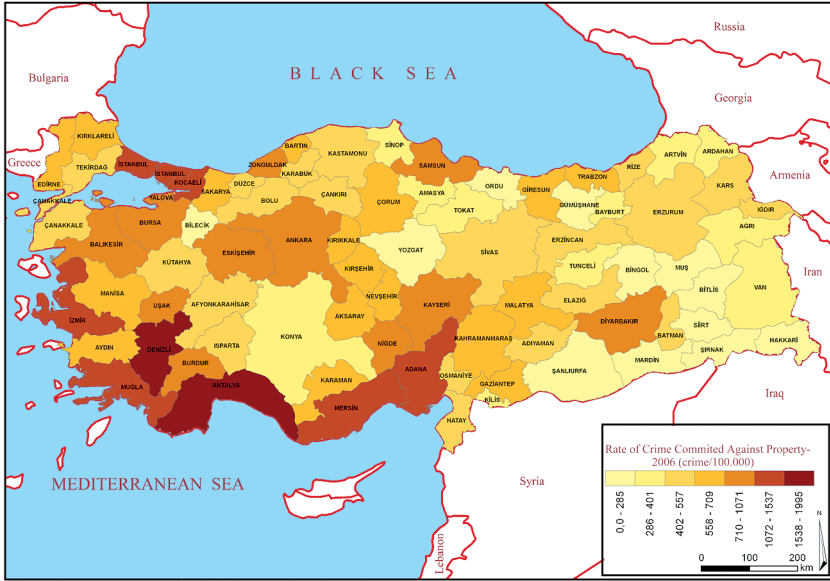 Russia
Bulgaria
BLACK SEA
Georgia
Greece
Armenia
Iran
Iraq
Syria
Lebanon
MEDITERRANEAN SEA
KIRKLARELİ
TEKİRDAG
EDİRNE
İSTANBUL
İSTANBUL
KOCAELİ
YALOVA
SAKARYA
DÜZCE
ZONGULDAK
BARTIN
KARABÜK
KASTAMONU
SİNOP
SAMSUN
ORDU
GİRESUN
TRABZON
RİZE
ARTVİN
ARDAHAN
KARS
IGDIR
AGRI
ÇANAKKALE
ÇANAKKALE
BALIKESİR
BURSA
BİLECİK
BOLU
ÇANKIRI
ÇORUM
AMASYA
TOKAT
GÜMÜŞHANE
BAYBURT
ERZURUM
ERZİNCAN
KÜTAHYA
ESKİŞEHİR
ANKARA
KIRIKKALE
YOZGAT
SİVAS
TUNCELİ
BİNGOL
MUŞ
BİTLİS
VAN
MANİSA
UŞAK
AFYONKARAHİSAR
KIRŞEHİR
NEVŞEHİR
AKSARAY
KAYSERİ
MALATYA
ELAZIG
DİYARBAKIR
BATMAN
SİİRT
HAKKARİ
ŞIRNAK
İZMİR
AYDIN
DENİZLİ
ISPARTA
BURDUR
KONYA
NİGDE
KAHRAMANMARAŞ
ADIYAMAN
ŞANLIURFA
MARDİN
MUĞLA
ANTALYA
KARAMAN
MERSİN
ADANA
OSMANİYE
GAZİANTEP
KİLİS
HATAY
Rate of Crime Commited Against Property-
2006 (crime/100.000)
0,0 - 285
286 - 401
402 - 557
558 - 709
710 - 1071
1072 - 1537
1538 - 1995
N
0 100 200
km